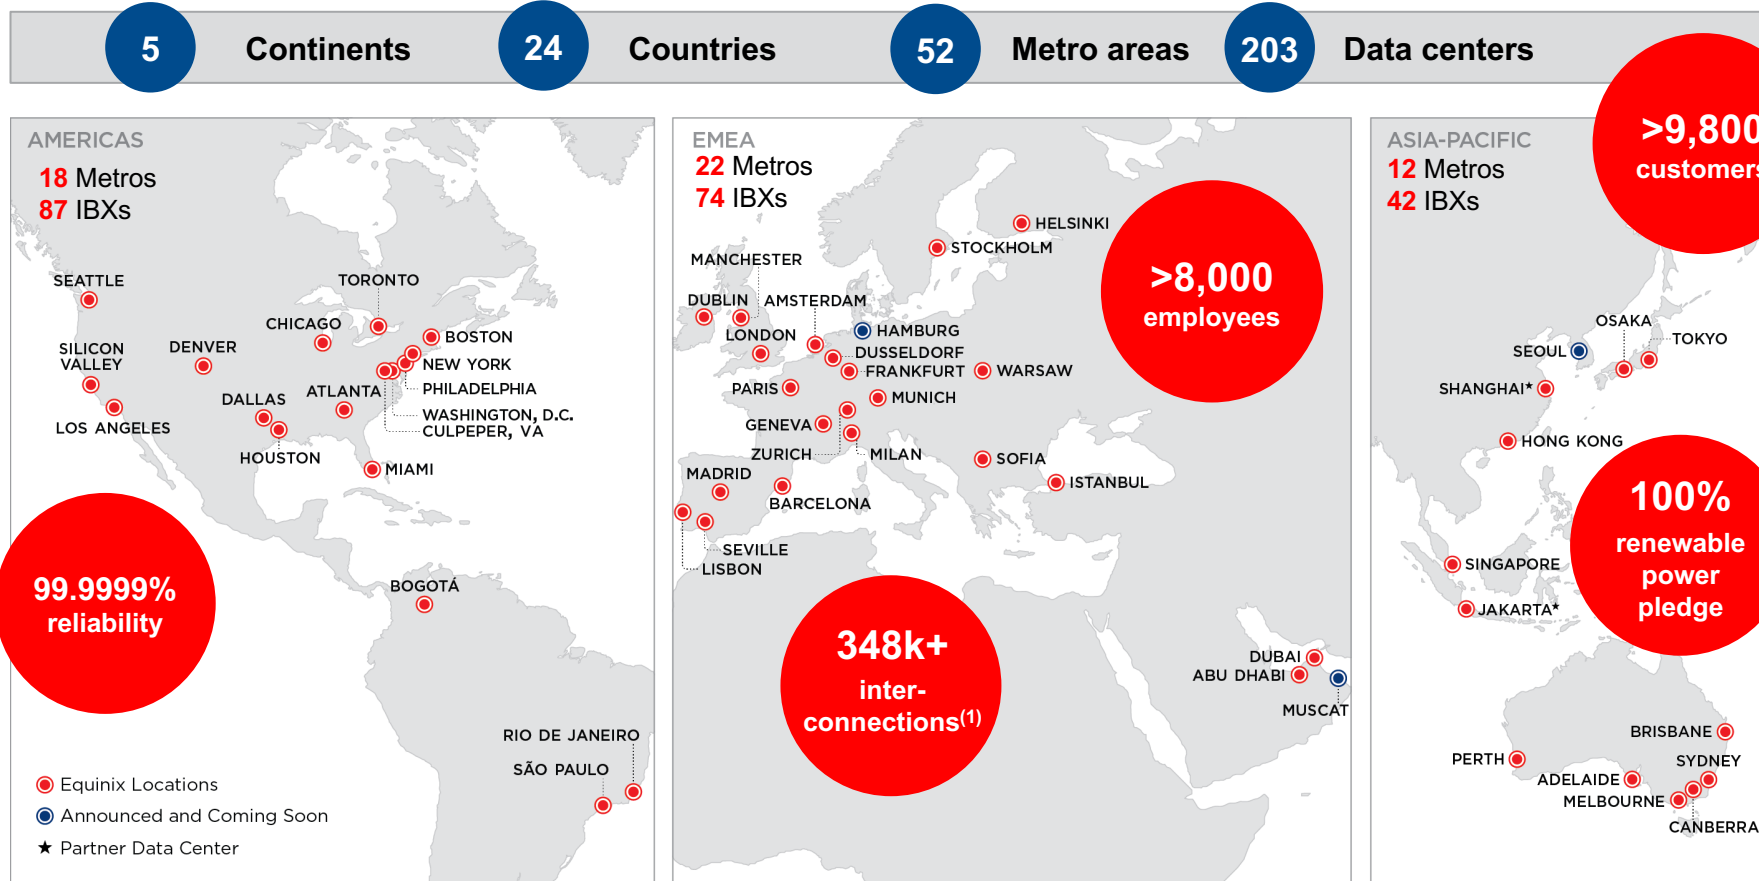 5 Continents 24 Countries 52 Metro areas 203 Data centers
>9,800
customers
AMERICAS
18 Metros
87 IBXs
SEATTLE
TORONTO
CHICAGO
BOSTON
SILICON
VALLEY
DENVER
NEW YORK
PHILADELPHIA
ATLANTA
DALLAS
WASHINGTON, D.C.
CULPEPER, VA
LOS ANGELES
HOUSTON
MIAMI
99.9999%
reliability
BOGOTÁ
RIO DE JANEIRO
SÃO PAULO
Equinix Locations
Announced and Coming Soon
★ Partner Data Center
EMEA
22 Metros
74 IBXs
HELSINKI
STOCKHOLM
MANCHESTER
DUBLIN
AMSTERDAM
LONDON
HAMBURG
DUSSELDORF
FRANKFURT
WARSAW
PARIS
MUNICH
GENEVA
ZURICH
MILAN
SOFIA
MADRID
ISTANBUL
BARCELONA
SEVILLE
LISBON
>8,000
employees
348k+
inter-
connections(1)
DUBAI
ABU DHABI
MUSCAT
ASIA-PACIFIC
12 Metros
42 IBXs
OSAKA
TOKYO
SEOUL
SHANGHAI★
HONG KONG
100%
renewable
power
pledge
SINGAPORE
JAKARTA★
BRISBANE
PERTH
SYDNEY
ADELAIDE
MELBOURNE
CANBERRA